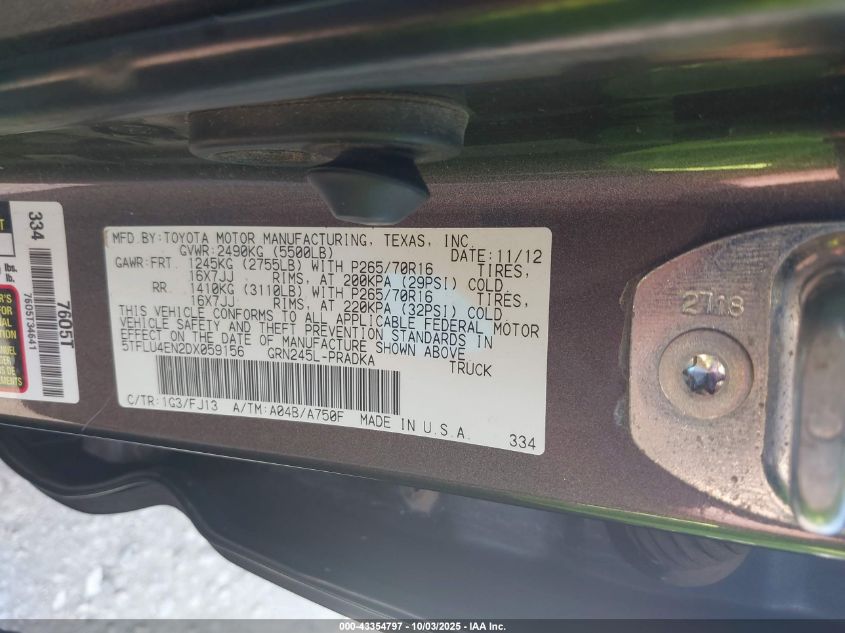 MFD BY:TOYOTA MOTOR MANUFACTURING, TEXAS, INC.
GVWR:2490KG (5500LB) DATE:11/12
GAWR:FRT 1245KG (2755LB) WITH P265/70R16 TIRES,
16X7JJ RIMS, AT 200KPA (29PSI) COLD
RR 1410KG (3110LB) WITH P265/70R16 TIRES,
16X7JJ RIMS, AT 220KPA (32PSI) COLD
THIS VEHICLE CONFORMS TO ALL APPLICABLE FEDERAL MOTOR
VEHICLE SAFETY AND THEFT PREVENTION STANDARDS IN
EFFECT ON THE DATE OF MANUFACTURE SHOWN ABOVE.
5TFLU4EN2DX059156 GRN245L-PRADKA TRUCK
C/TR:1G3/FJ13 A/TM:A04B/A750F MADE IN U.S.A.
334
334
7605T
7605734641
lbs.
lb.
2718
000-43354797 - 10/03/2025 - IAA Inc.